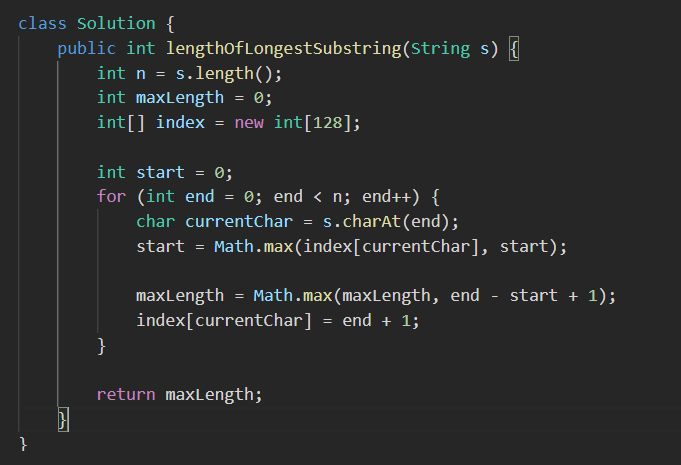 class Solution {
    public int lengthOfLongestSubstring(String s) {
        int n = s.length();
        int maxLength = 0;
        int[] index = new int[128];

        int start = 0;
        for (int end = 0; end < n; end++) {
            char currentChar = s.charAt(end);
            start = Math.max(index[currentChar], start);

            maxLength = Math.max(maxLength, end - start + 1);
            index[currentChar] = end + 1;
        }

        return maxLength;
    }
}